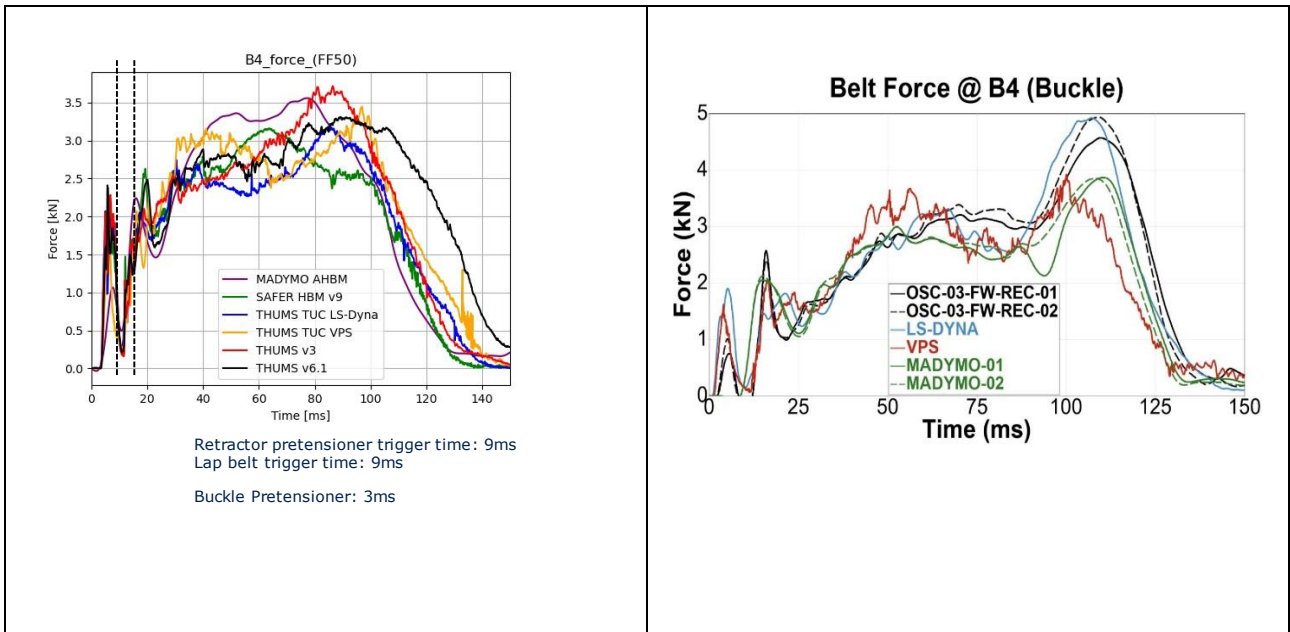 B4_force_(FF50)
3.5
3.0
2.5
2.0
1.5
1.0
0.5
0.0
Force [kN]
MADYMO AHBM
SAFER HBM v9
THUMS TUC LS-Dyna
THUMS TUC VPS
THUMS v3
THUMS v6.1
0 20 40 60 80 100 120 140
Time [ms]
Retractor pretensioner trigger time: 9ms
Lap belt trigger time: 9ms
Buckle Pretensioner: 3ms
Belt Force @ B4 (Buckle)
5
4
3
2
1
0
Force (kN)
OSC-03-FW-REC-01
OSC-03-FW-REC-02
LS-DYNA
VPS
MADYMO-01
MADYMO-02
0 25 50 75 100 125 150
Time (ms)